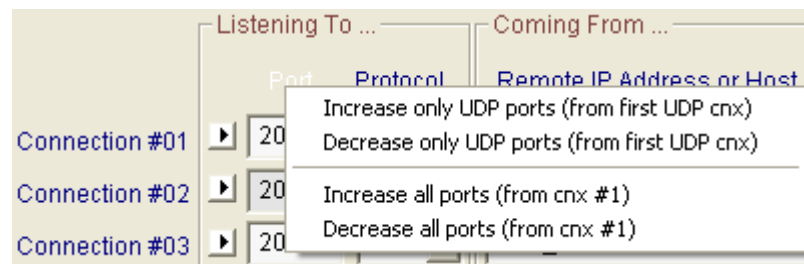 Listening To ... Coming From ...
Port Protocol Remote IP Address or Host
Increase only UDP ports (from first UDP cnx)
Connection #01 20 Decrease only UDP ports (from first UDP cnx)
Connection #02 20 Increase all ports (from cnx #1)
Decrease all ports (from cnx #1)
Connection #03 20